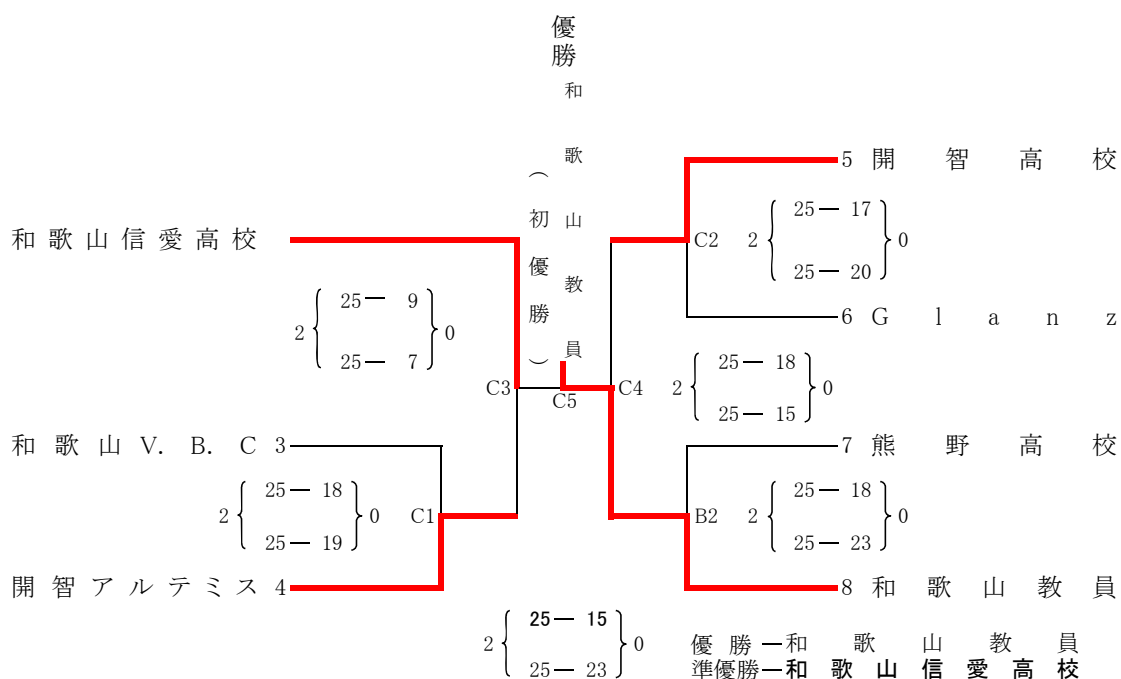 優勝
和歌山教員
（初優勝）
和歌山信愛高校
2 25― 9 0
25― 7
C3
和歌山V.B.C 3
2 25― 18 0
25― 19
C1
開智アルテミス 4
5 開智高校
C2 2 25― 17 0
25― 20
6 Glanz
2 25― 18 0
25― 15
C4
C5
7 熊野高校
B2 2 25― 18 0
25― 23
8 和歌山教員
2 25― 15 0
25― 23
優勝―和歌山教員
準優勝―和歌山信愛高校